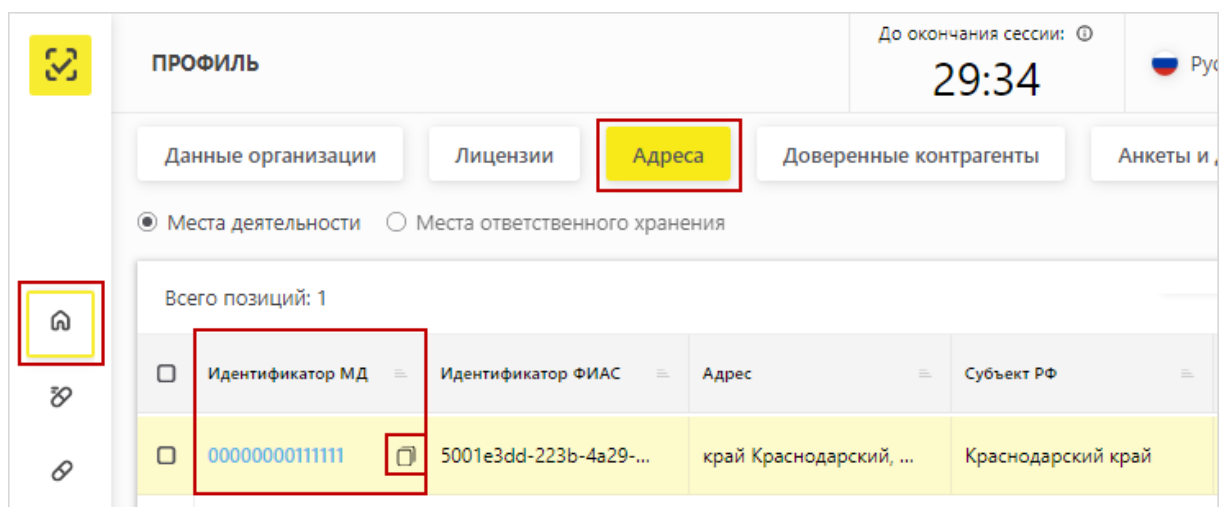 До окончания сессии:
ПРОФИЛЬ
29:34
Данные организации Лицензии Адреса Доверенные контрагенты Анкеты и
Места деятельности Места ответственного хранения
Всего позиций: 1
Идентификатор МД Идентификатор ФИАС Адрес Субъект РФ
00000000111111 5001e3dd-223b-4a29-... край Краснодарский, ... Краснодарский край